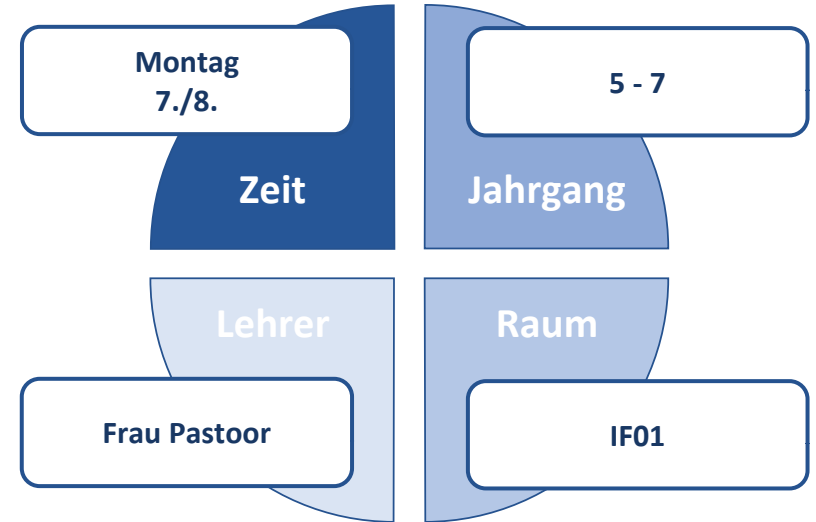 Montag
7./8.
Zeit
5 - 7
Jahrgang
Lehrer
Frau Pastoor
Raum
IF01